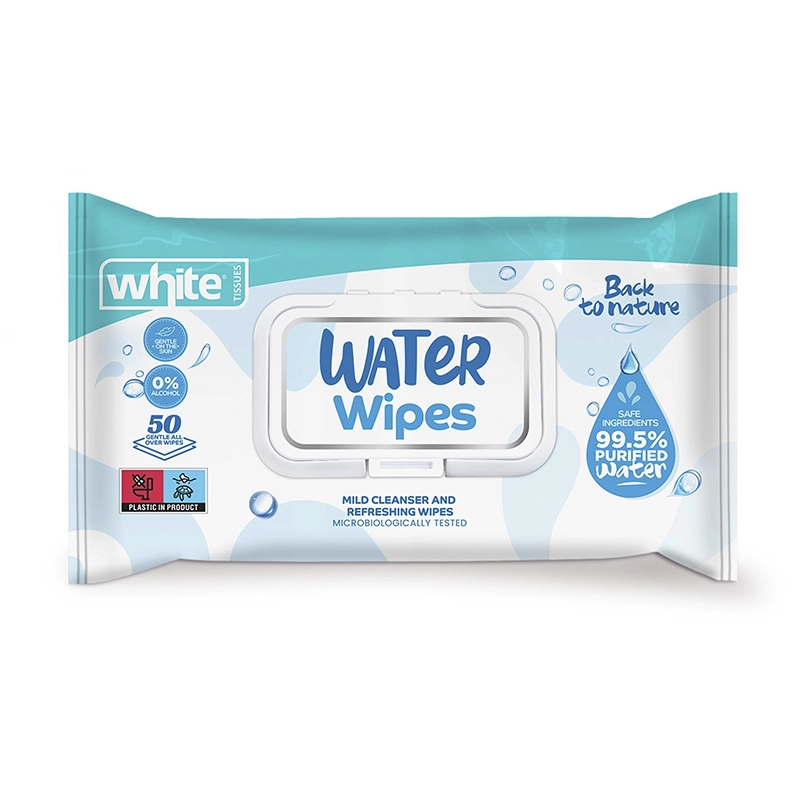 white®
TISSUES
GENTLE
• ON THE •
SKIN
0%
ALCOHOL
50
GENTLE ALL
OVER WIPES
PLASTIC IN PRODUCT
WATER
Wipes
MILD CLEANSER AND
REFRESHING WIPES
MICROBIOLOGICALLY TESTED
Back
to nature
SAFE
INGREDIENTS
99.5%
PURIFIED
water